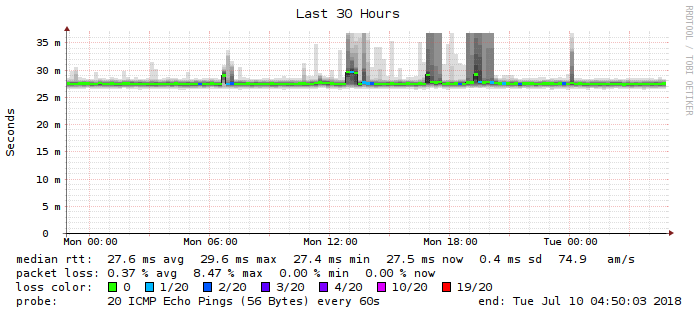 Last 30 Hours
RRDTOOL / TOBI OETIKER
Seconds
35 m
30 m
25 m
20 m
15 m
10 m
5 m
0
Mon 00:00 Mon 06:00 Mon 12:00 Mon 18:00 Tue 00:00
median rtt: 27.6 ms avg 29.6 ms max 27.4 ms min 27.5 ms now 0.4 ms sd 74.9 am/s
packet loss: 0.37 % avg 8.47 % max 0.00 % min 0.00 % now
loss color: 0 1/20 2/20 3/20 4/20 10/20 19/20
probe: 20 ICMP Echo Pings (56 Bytes) every 60s end: Tue Jul 10 04:50:03 2018